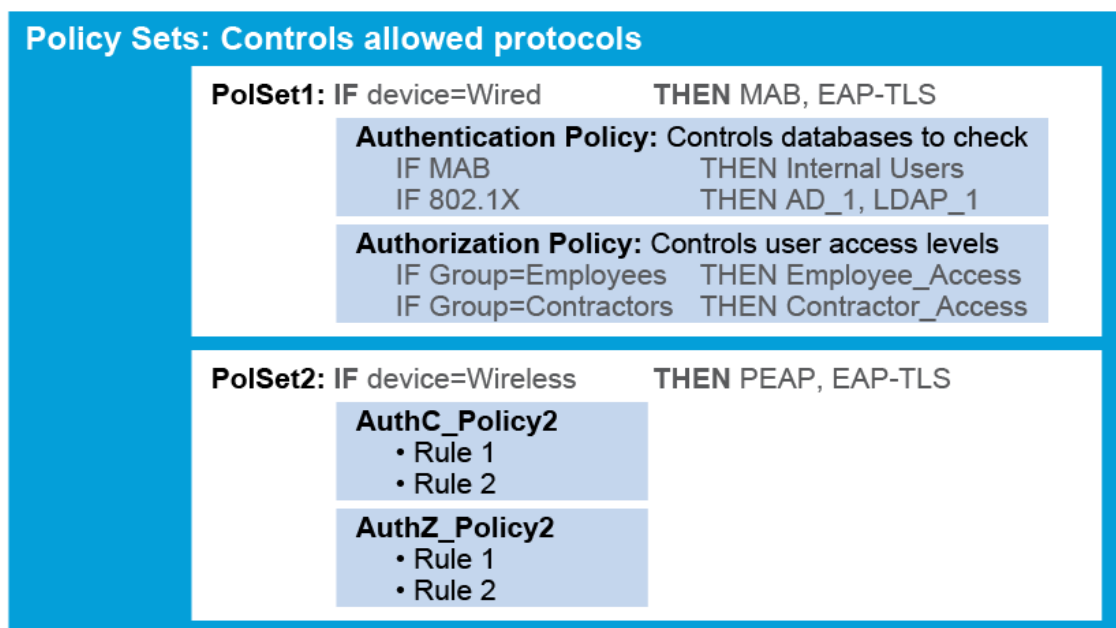 Policy Sets: Controls allowed protocols
PolSet1: IF device=Wired THEN MAB, EAP-TLS
Authentication Policy: Controls databases to check
IF MAB THEN Internal Users
IF 802.1X THEN AD_1, LDAP_1
Authorization Policy: Controls user access levels
IF Group=Employees THEN Employee_Access
IF Group=Contractors THEN Contractor_Access
PolSet2: IF device=Wireless THEN PEAP, EAP-TLS
AuthC_Policy2
• Rule 1
• Rule 2
AuthZ_Policy2
• Rule 1
• Rule 2